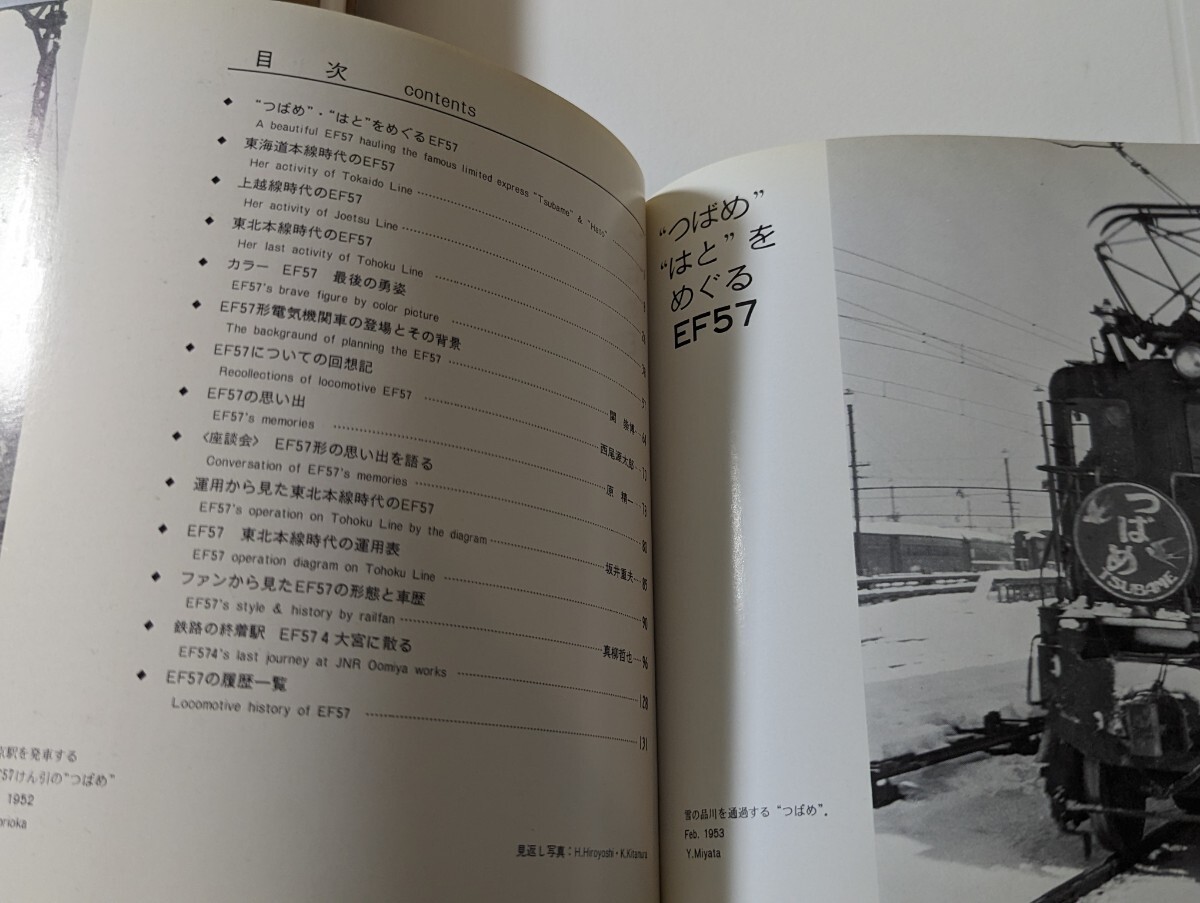 目 次 contents
◆ “つばめ”・“はと”をめぐるEF57
A beautiful EF57 hauling the famous limited express "Tsubame" & "Hato"
◆ 東海道本線時代のEF57
Her activity of Tokaido Line
◆ 上越線時代のEF57
Her activity of Joetsu Line
◆ 東北本線時代のEF57
Her last activity of Tohoku Line
◆ カラー EF57 最後の勇姿
EF57's brave figure by color picture
◆ EF57形電気機関車の登場とその背景
The background of planning the EF57 関 崇博 64
◆ EF57についての回想記
Recollections of locomotive EF57 西尾源太郎
◆ EF57の思い出
EF57's memories 原 精一
◆ 〈座談会〉 EF57形の思い出を語る
Conversation of EF57's memories 80
◆ 運用から見た東北本線時代のEF57
EF57's operation on Tohoku Line by the diagram 坂井重夫 85
◆ EF57 東北本線時代の運用表
EF57 operation diagram on Tohoku Line 90
◆ ファンから見たEF57の形態と車歴
EF57's style & history by railfan 真柳哲也 96
◆ 鉄路の終着駅 EF57 4 大宮に散る
EF574's last journey at JNR Oomiya works 128
◆ EF57の履歴一覧
Locomotive history of EF57 131
京駅を発車する
F57けん引の“つばめ”
1952
orioka
見返し写真：H.Hiroyoshi・K.Kitamura
“つばめ”
“はと”を
めぐる
EF57
つばめ
TSUBAME
雪の品川を通過する “つばめ”。
Feb. 1953
Y.Miyata